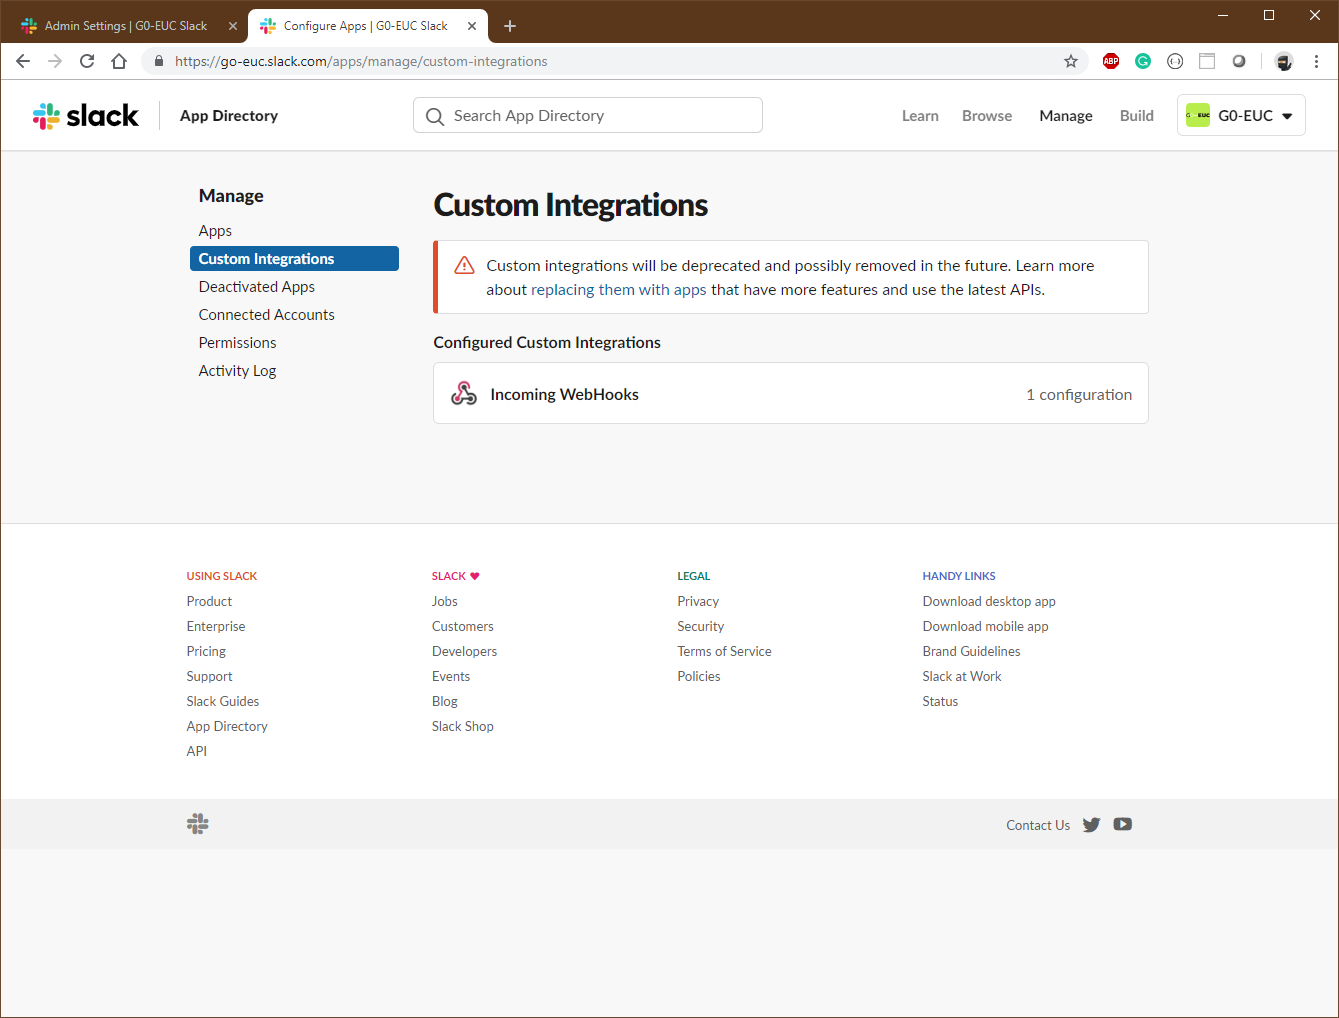 Admin Settings | G0-EUC Slack
Configure Apps | G0-EUC Slack
https://go-euc.slack.com/apps/manage/custom-integrations
ABP
slack
App Directory
Search App Directory
Learn
Browse
Manage
Build
G0-EUC
Manage
Apps
Custom Integrations
Deactivated Apps
Connected Accounts
Permissions
Activity Log
Custom Integrations
Custom integrations will be deprecated and possibly removed in the future. Learn more
about replacing them with apps that have more features and use the latest APIs.
Configured Custom Integrations
Incoming WebHooks
1 configuration
USING SLACK
Product
Enterprise
Pricing
Support
Slack Guides
App Directory
API
SLACK
Jobs
Customers
Developers
Events
Blog
Slack Shop
LEGAL
Privacy
Security
Terms of Service
Policies
HANDY LINKS
Download desktop app
Download mobile app
Brand Guidelines
Slack at Work
Status
Contact Us